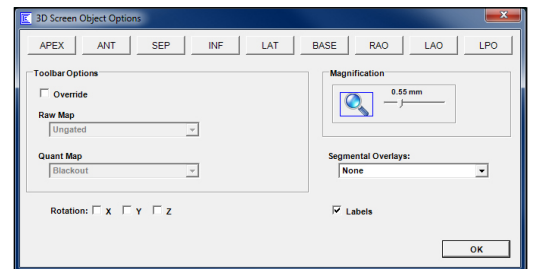 3D Screen Object Options
APEX ANT SEP INF LAT BASE RAO LAO LPO
Toolbar Options
Override
Raw Map
Ungated
Quant Map
Blackout
Magnification
0.55 mm
Segmental Overlays:
None
Rotation: X Y Z
Labels
OK